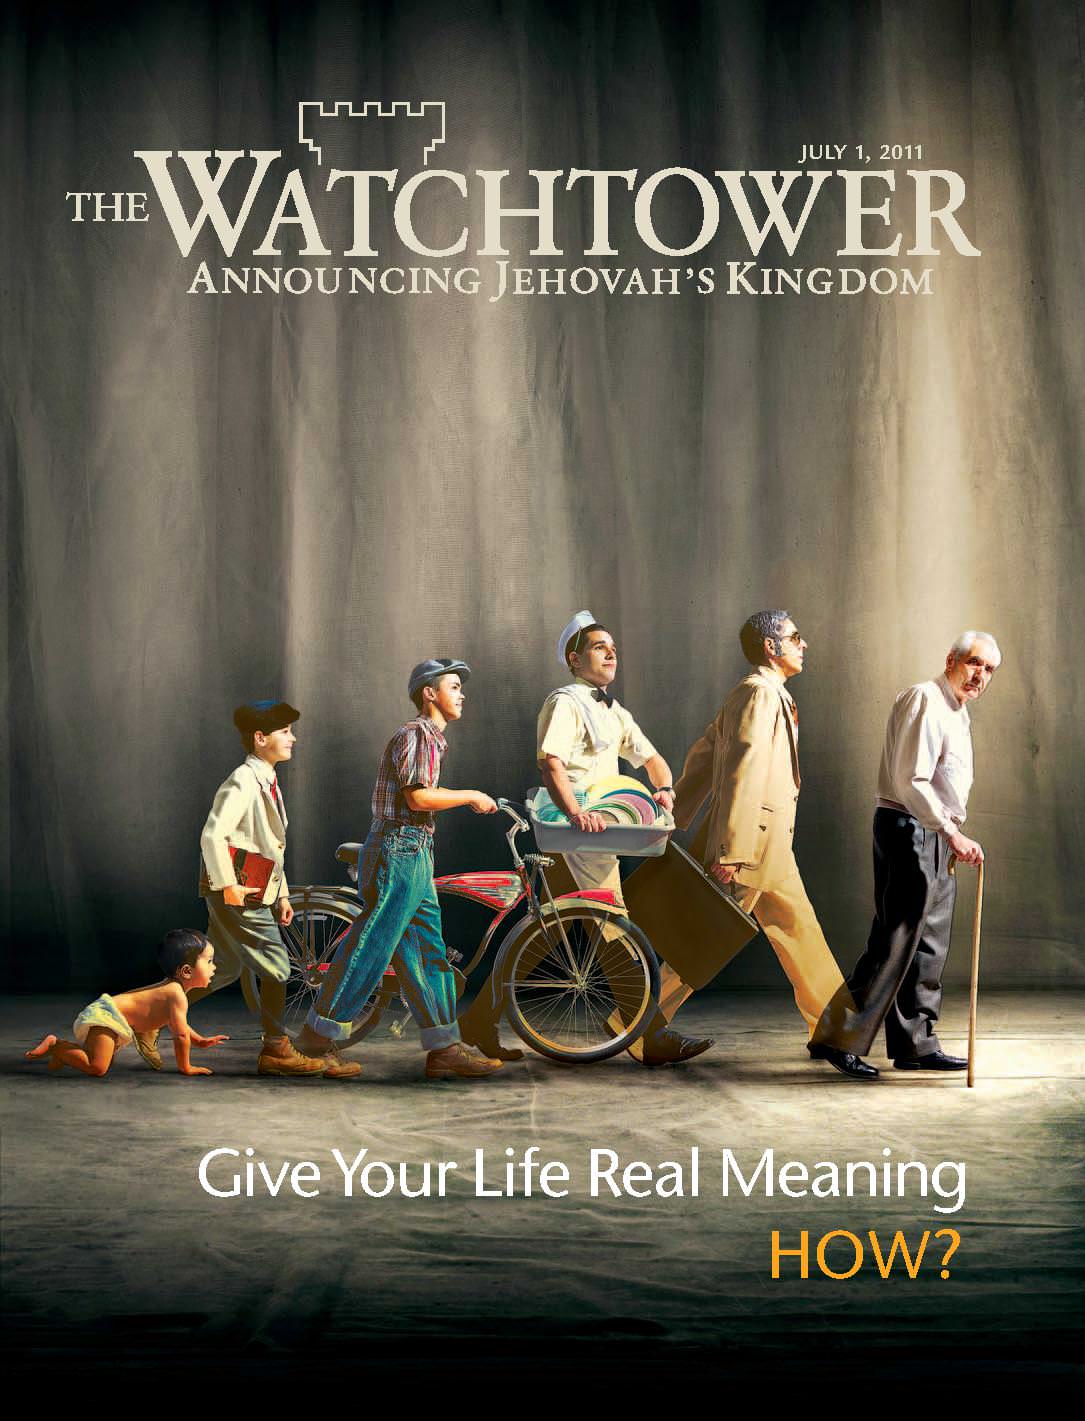 JULY 1, 2011
THE WATCHTOWER
ANNOUNCING JEHOVAH'S KINGDOM
Give Your Life Real Meaning
HOW?